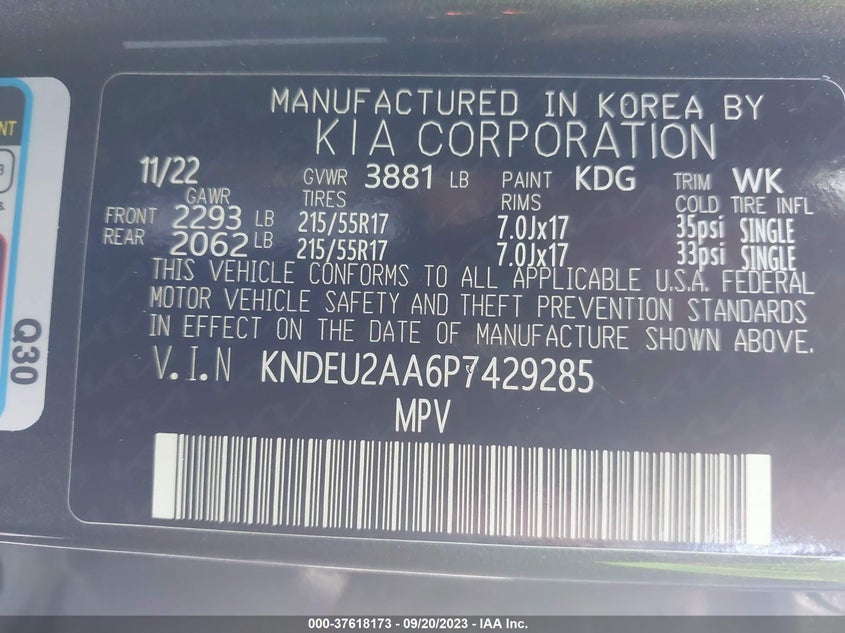 NT
3
&
Q30
MANUFACTURED IN KOREA BY
KIA CORPORATION
11/22 GVWR 3881 LB PAINT KDG TRIM WK
GAWR TIRES RIMS COLD TIRE INFL
FRONT 2293 LB 215/55R17 7.0Jx17 35psi SINGLE
REAR 2062 LB 215/55R17 7.0Jx17 33psi SINGLE
THIS VEHICLE CONFORMS TO ALL APPLICABLE U.S.A. FEDERAL
MOTOR VEHICLE SAFETY AND THEFT PREVENTION STANDARDS
IN EFFECT ON THE DATE OF MANUFACTURE SHOWN ABOVE.
V.I.N KNDEU2AA6P7429285
MPV
000-37618173 - 09/20/2023 - IAA Inc.